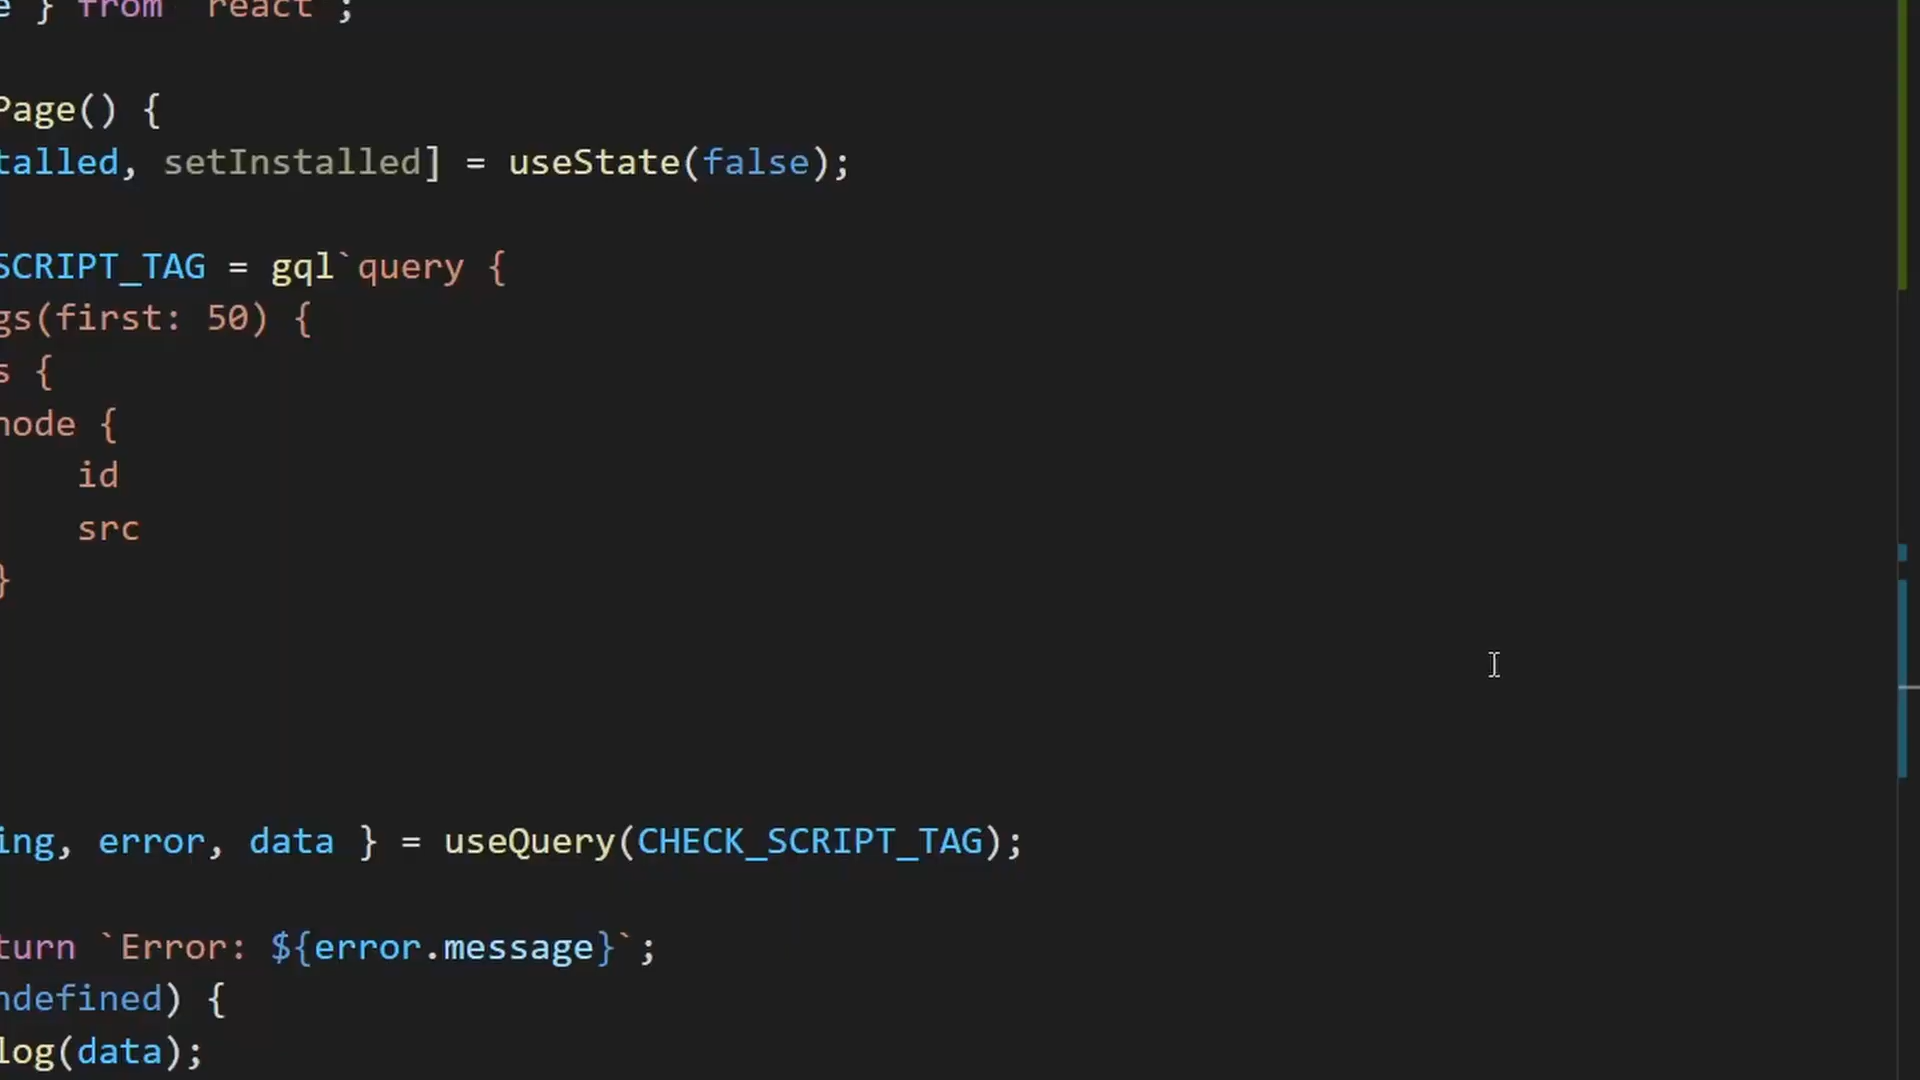 e } from 'react';
Page() {
talled, setInstalled] = useState(false);
SCRIPT_TAG = gql`query {
gs(first: 50) {
s {
node {
id
src
}
ing, error, data } = useQuery(CHECK_SCRIPT_TAG);
turn `Error: ${error.message}`;
ndefined) {
log(data);